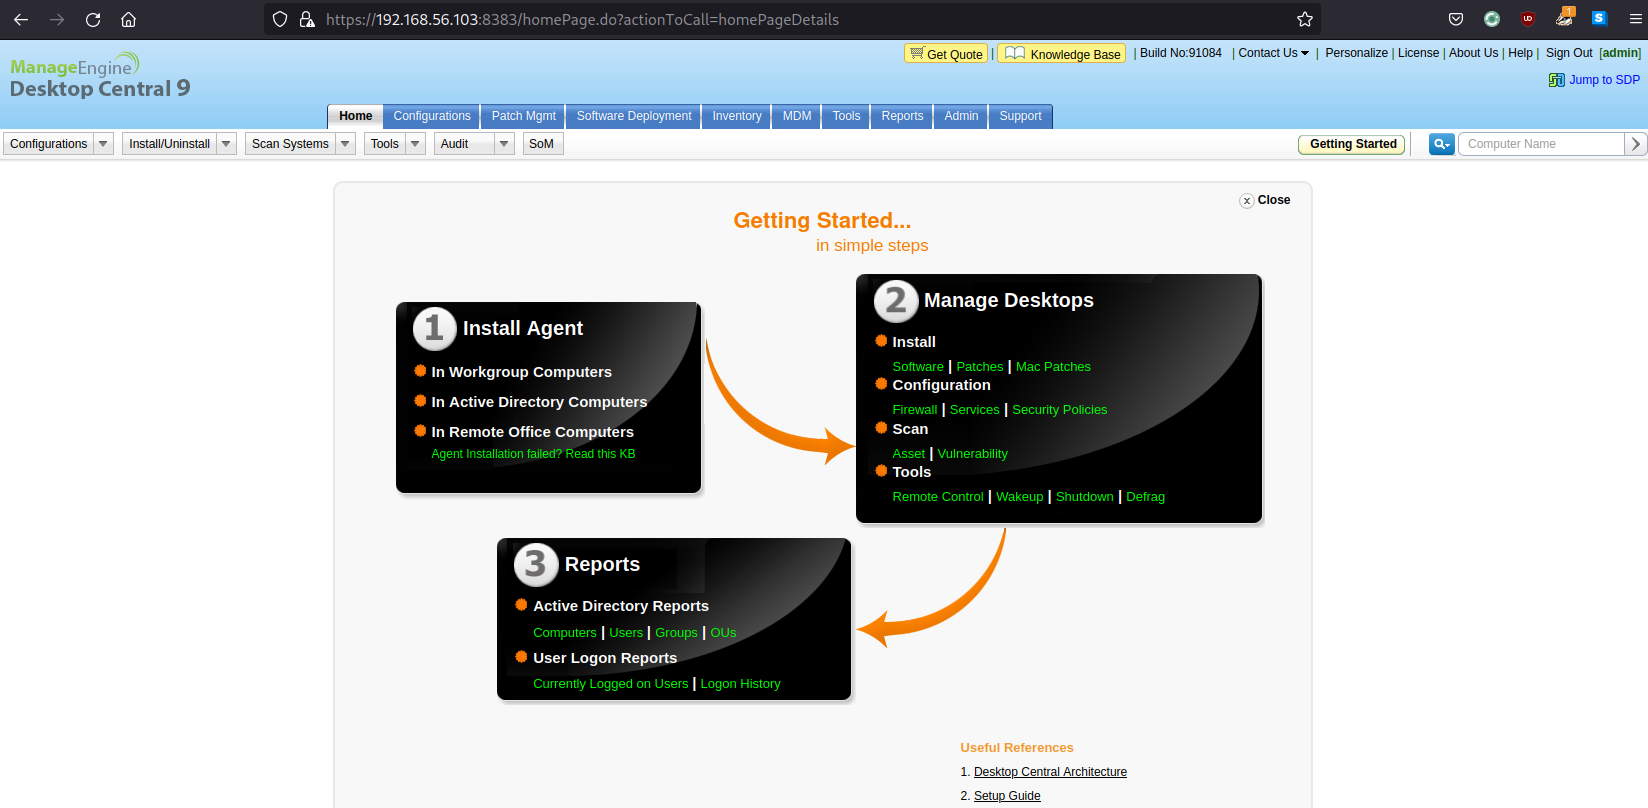 https://192.168.56.103:8383/homePage.do?actionToCall=homePageDetails
1
S
ManageEngine
Desktop Central 9
Get Quote | Knowledge Base | Build No:91084 | Contact Us | Personalize | License | About Us | Help | Sign Out [admin]
Jump to SDP
Home Configurations Patch Mgmt Software Deployment Inventory MDM Tools Reports Admin Support
Configurations Install/Uninstall Scan Systems Tools Audit SoM Getting Started Computer Name
x Close
Getting Started...
in simple steps
1 Install Agent
In Workgroup Computers
In Active Directory Computers
In Remote Office Computers
Agent Installation failed? Read this KB
2 Manage Desktops
Install
Software | Patches | Mac Patches
Configuration
Firewall | Services | Security Policies
Scan
Asset | Vulnerability
Tools
Remote Control | Wakeup | Shutdown | Defrag
3 Reports
Active Directory Reports
Computers | Users | Groups | OUs
User Logon Reports
Currently Logged on Users | Logon History
Useful References
1. Desktop Central Architecture
2. Setup Guide